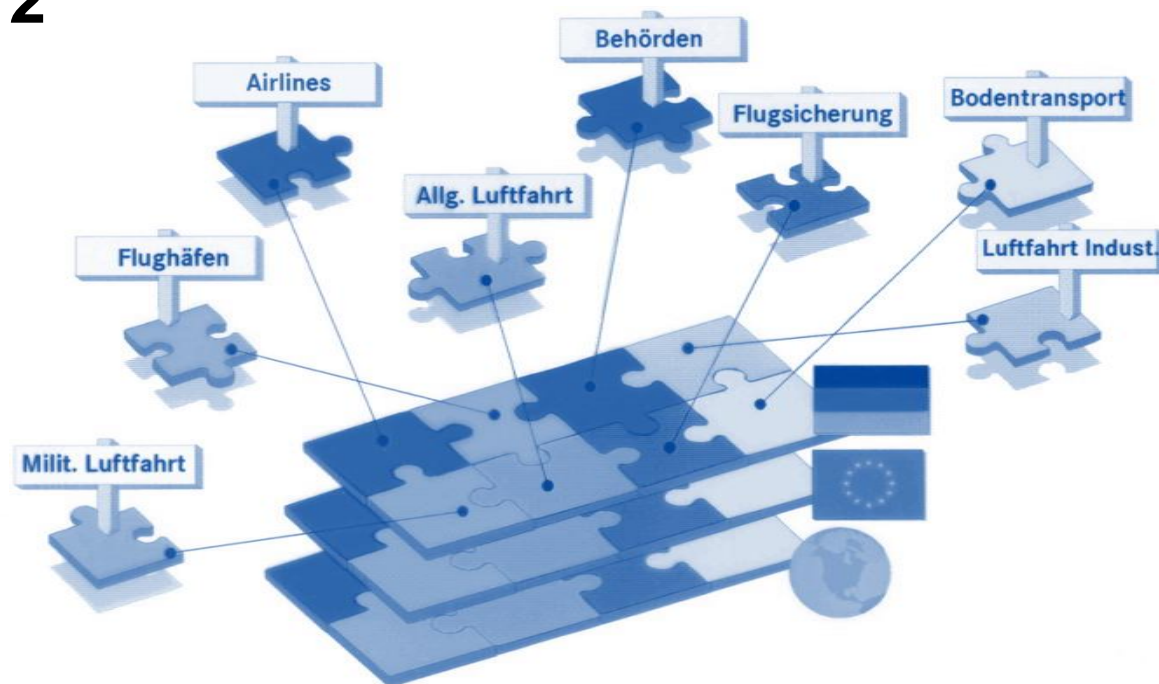 2
Behörden
Airlines
Flugsicherung
Bodentransport
Allg. Luftfahrt
Flughäfen
Luftfahrt Indust.
Milit. Luftfahrt